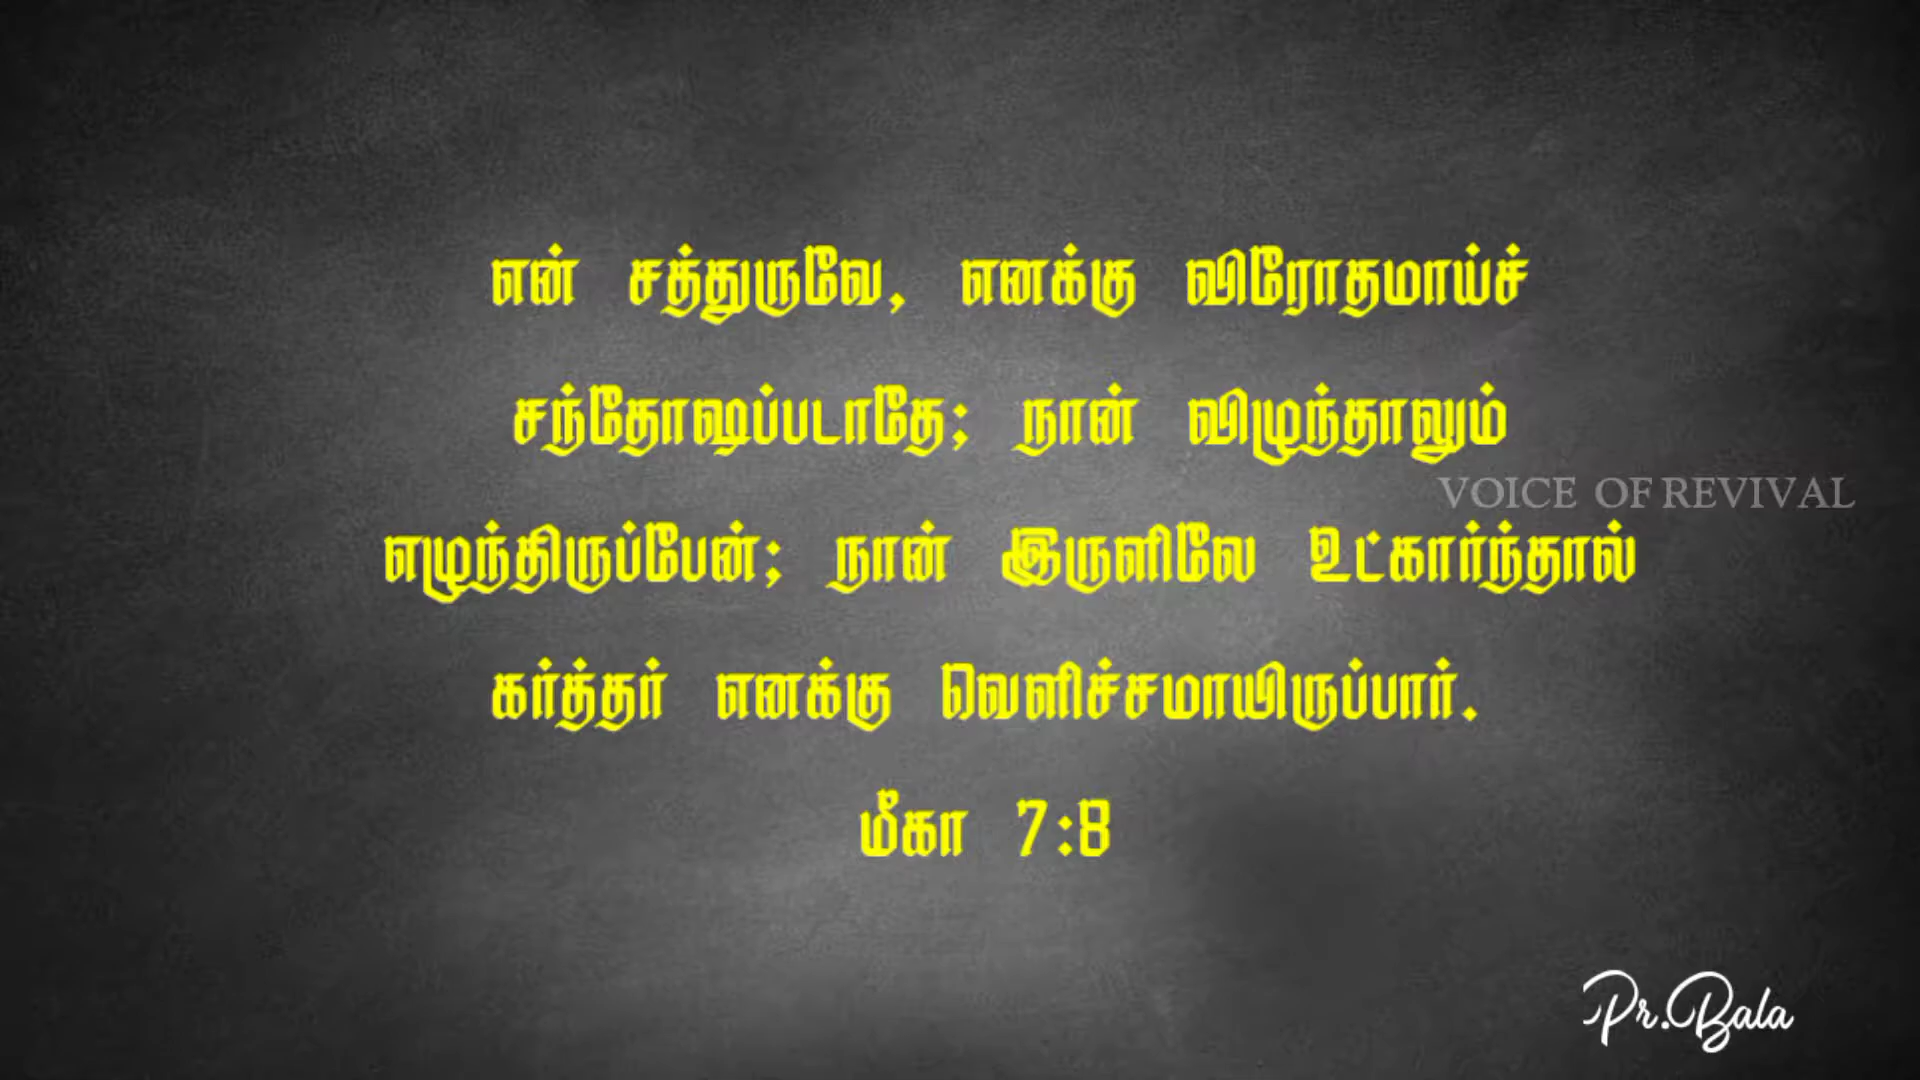 என் சத்துருவே, எனக்கு விரோதமாய்ச்
சந்தோஷப்படாதே; நான் விழுந்தாலும்
VOICE OF REVIVAL
எழுந்திருப்பேன்; நான் இருளிலே உட்கார்ந்தால்
கர்த்தர் எனக்கு வெளிச்சமாயிருப்பார்.
மீகா 7:8
Pr.Bala